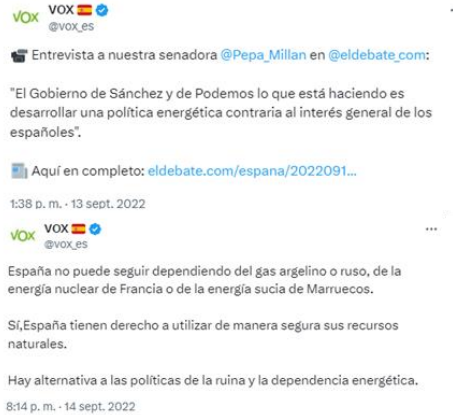 VOX VOX 🇪🇸
@vox_es
📹 Entrevista a nuestra senadora @Pepa_Millan en @eldebate_com:
"El Gobierno de Sánchez y de Podemos lo que está haciendo es
desarrollar una política energética contraria al interés general de los
españoles".
📰 Aquí en completo: eldebate.com/espana/2022091...
1:38 p. m. · 13 sept. 2022
VOX VOX 🇪🇸
@vox_es
España no puede seguir dependiendo del gas argelino o ruso, de la
energía nuclear de Francia o de la energía sucia de Marruecos.
Sí,España tienen derecho a utilizar de manera segura sus recursos
naturales.
Hay alternativa a las políticas de la ruina y la dependencia energética.
8:14 p. m. · 14 sept. 2022